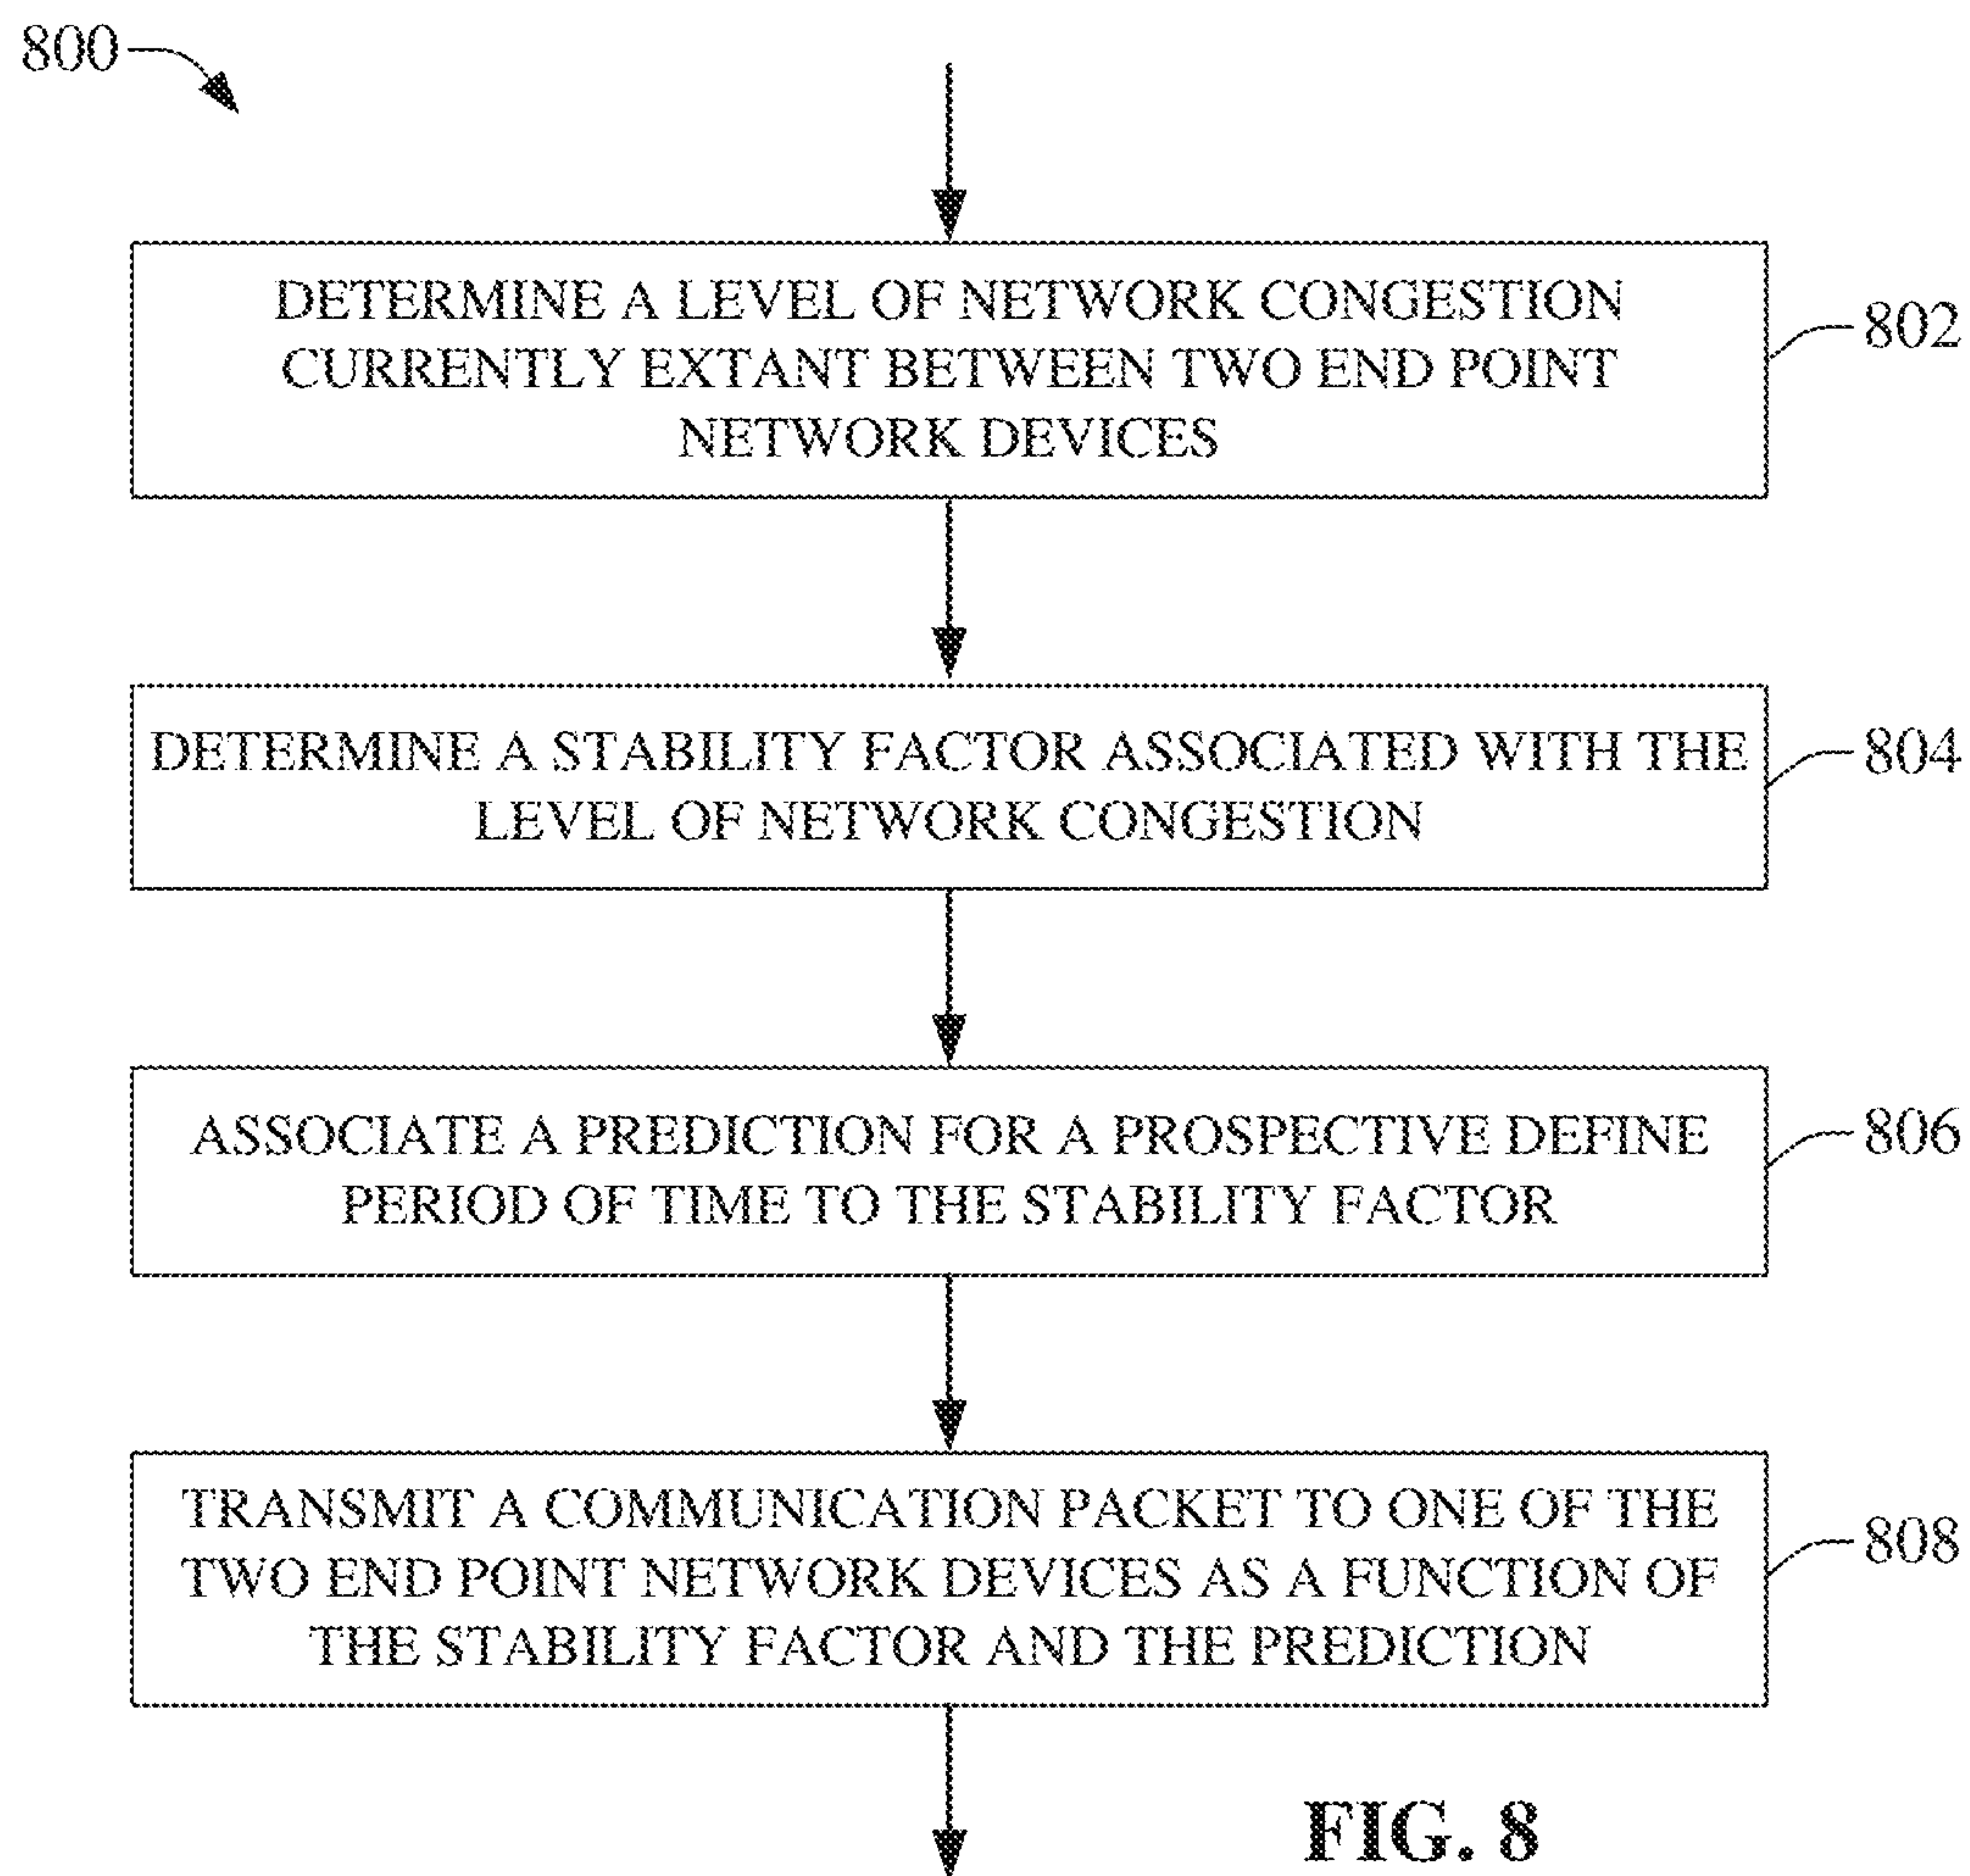 800
DETERMINE A LEVEL OF NETWORK CONGESTION
CURRENTLY EXTANT BETWEEN TWO END POINT
NETWORK DEVICES
802
DETERMINE A STABILITY FACTOR ASSOCIATED WITH THE
LEVEL OF NETWORK CONGESTION
804
ASSOCIATE A PREDICTION FOR A PROSPECTIVE DEFINE
PERIOD OF TIME TO THE STABILITY FACTOR
806
TRANSMIT A COMMUNICATION PACKET TO ONE OF THE
TWO END POINT NETWORK DEVICES AS A FUNCTION OF
THE STABILITY FACTOR AND THE PREDICTION
808
FIG. 8